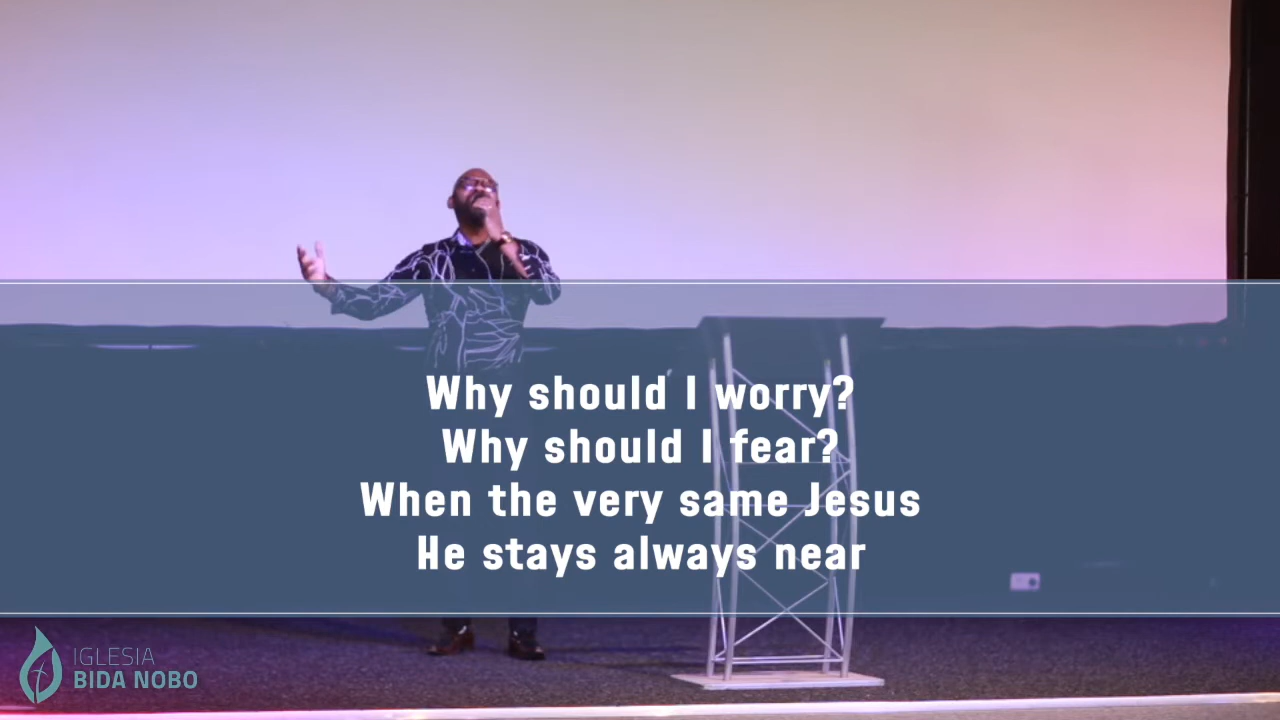 Why should I worry?
Why should I fear?
When the very same Jesus
He stays always near
IGLESIA
BIDA NOBO